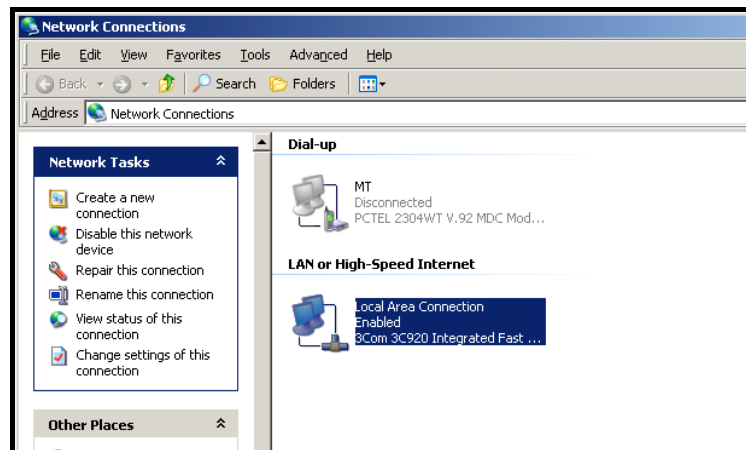 Network Connections
File Edit View Favorites Tools Advanced Help
Back Search Folders
Address Network Connections
Network Tasks
Create a new
connection
Disable this network
device
Repair this connection
Rename this connection
View status of this
connection
Change settings of this
connection
Other Places
Dial-up
MT
Disconnected
PCTEL 2304WT V.92 MDC Mod...
LAN or High-Speed Internet
Local Area Connection
Enabled
3Com 3C920 Integrated Fast ...